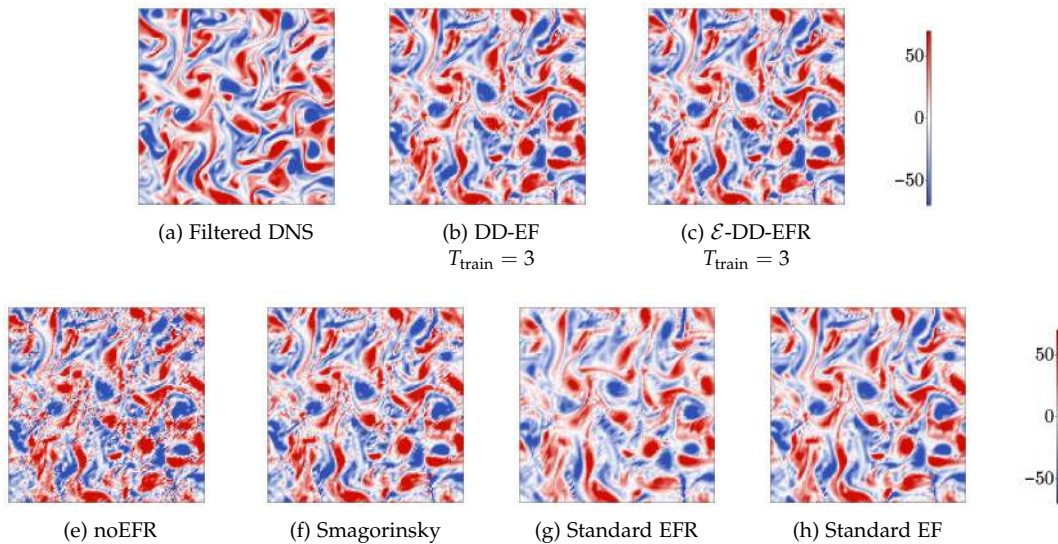 50
0
−50
(a) Filtered DNS
(b) DD-EF
T_train = 3
(c) ℰ-DD-EFR
T_train = 3
50
0
−50
(e) noEFR
(f) Smagorinsky
(g) Standard EFR
(h) Standard EF